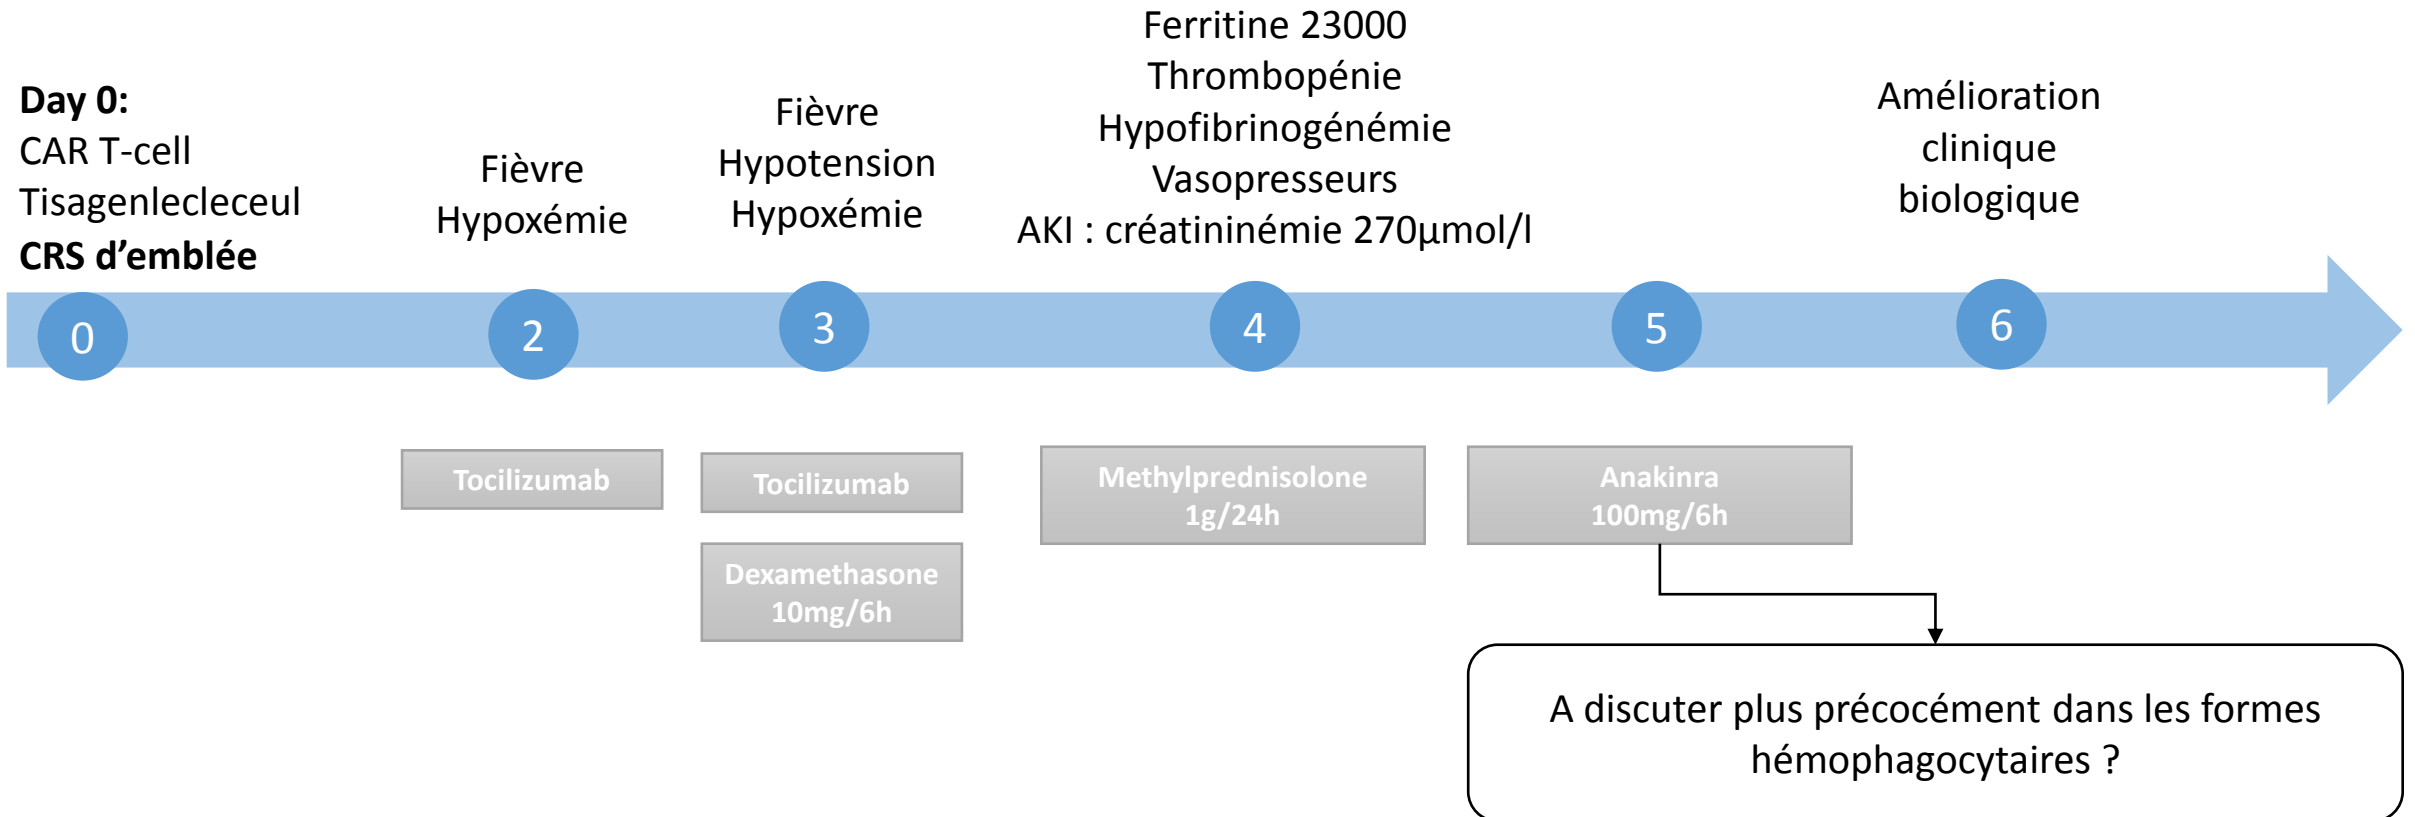 Day 0:
CAR T-cell
Tisagenlecleceul
CRS d’emblée
Fièvre
Hypoxémie
Fièvre
Hypotension
Hypoxémie
Ferritine 23000
Thrombopénie
Hypofibrinogénémie
Vasopresseurs
AKI : créatininémie 270µmol/l
Amélioration
clinique
biologique
0
2
3
4
5
6
Tocilizumab
Tocilizumab
Dexamethasone
10mg/6h
Methylprednisolone
1g/24h
Anakinra
100mg/6h
A discuter plus précocément dans les formes
hémophagocytaires ?